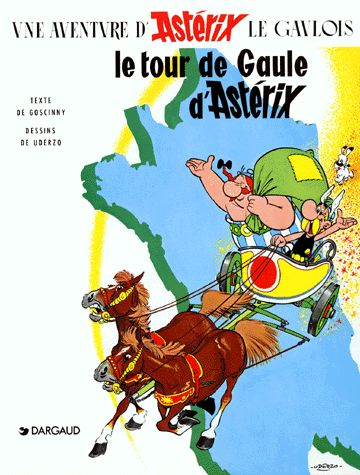 VNE AVENTVRE D'Astérix LE GAVLOIS
le tour de Gaule
d'Astérix
TEXTE
DE GOSCINNY
DESSINS
DE UDERZO
DARGAUD
UDERZO